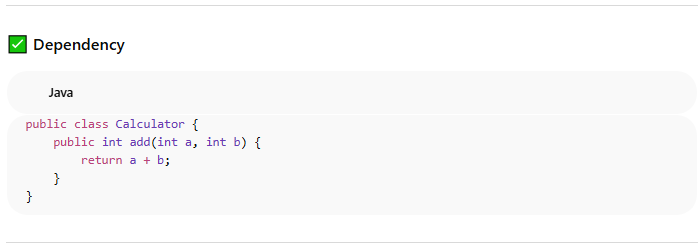 ✅ Dependency
Java
public class Calculator {
    public int add(int a, int b) {
        return a + b;
    }
}